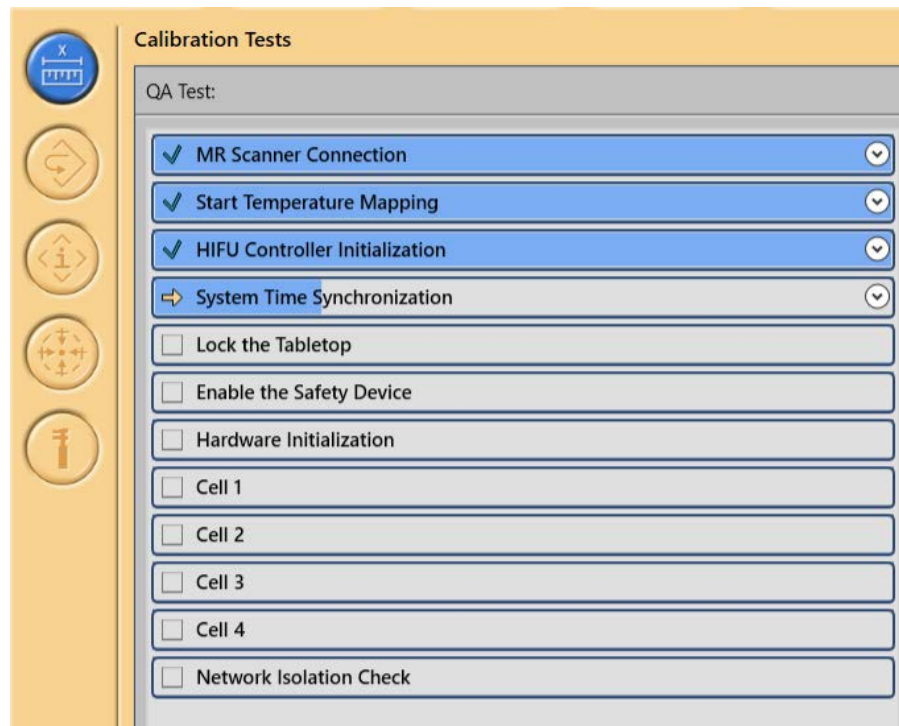 Calibration Tests
QA Test:
X
MR Scanner Connection
Start Temperature Mapping
HIFU Controller Initialization
System Time Synchronization
Lock the Tabletop
Enable the Safety Device
Hardware Initialization
Cell 1
Cell 2
Cell 3
Cell 4
Network Isolation Check